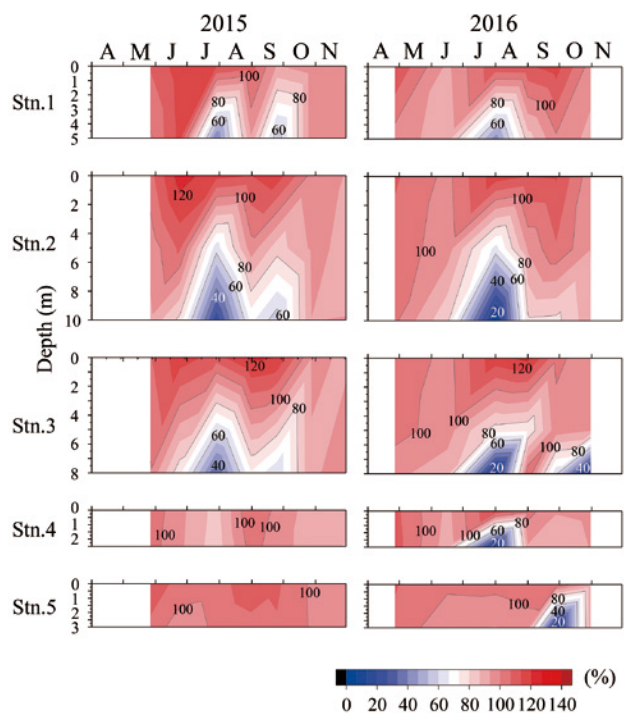 2015 2016
A M J J A S O N A M J J A S O N
Stn.1 0 1 2 3 4 5 100 80 80 60 60 80 60 100
Stn.2 0 2 4 6 8 10 120 100 80 60 40 60 100 100 80 60 40 20
Depth (m)
Stn.3 0 2 4 6 8 120 100 80 60 40 100 100 80 60 20 120 100 80 40
Stn.4 0 1 2 100 100 100 100 100 60 20 80
Stn.5 0 1 2 3 100 100 100 80 60 40 20
0 20 40 60 80 100 120 140 (%)